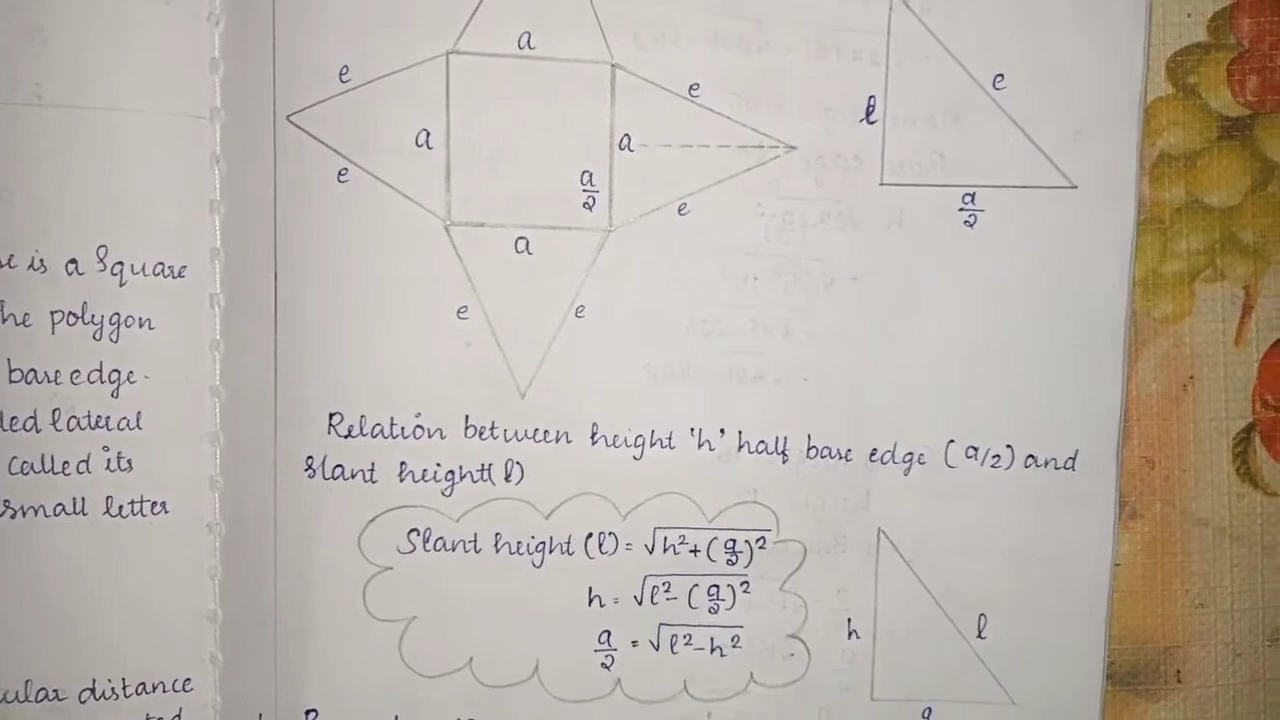 a
e
e
a
a
e
e
a/2
a
e
e
l
e
a/2
is a Square
he polygon
base edge.
led lateral
called its
small letter
ular distance
Relation between height 'h' half base edge (a/2) and
slant height (l)
Slant height (l) = √h²+(a/2)²
h = √l²-(a/2)²
a/2 = √l²-h²
h
l
a